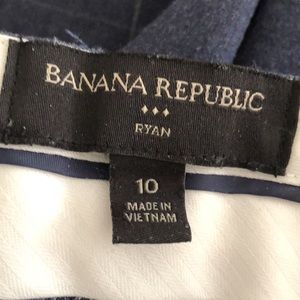 BANANA REPUBLIC
RYAN
10
MADE IN
VIETNAM